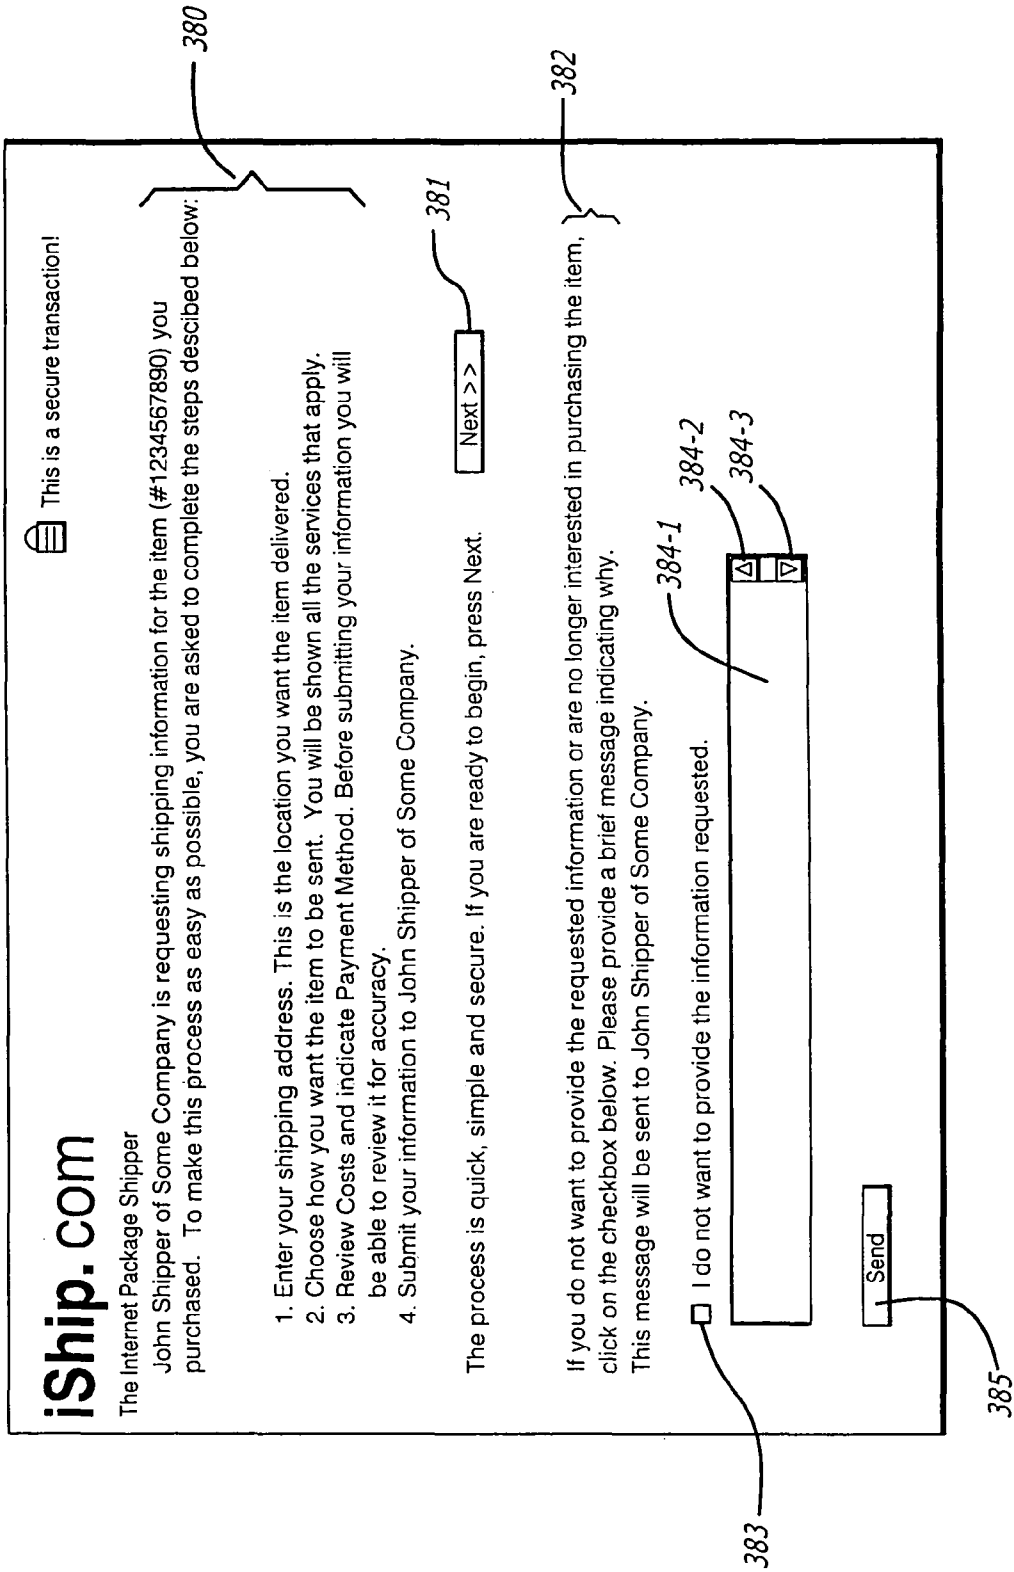 This is a secure transaction!
iShip.com
The Internet Package Shipper
John Shipper of Some Company is requesting shipping information for the item (#1234567890) you
purchased. To make this process as easy as possible, you are asked to complete the steps descibed below:
380
1. Enter your shipping address. This is the location you want the item delivered.
2. Choose how you want the item to be sent. You will be shown all the services that apply.
3. Review Costs and indicate Payment Method. Before submitting your information you will
be able to review it for accuracy.
4. Submit your information to John Shipper of Some Company.
381
The process is quick, simple and secure. If you are ready to begin, press Next.
Next >>
382
If you do not want to provide the requested information or are no longer interested in purchasing the item,
click on the checkbox below. Please provide a brief message indicating why.
This message will be sent to John Shipper of Some Company.
I do not want to provide the information requested.
384-1
384-2
384-3
383
Send
385